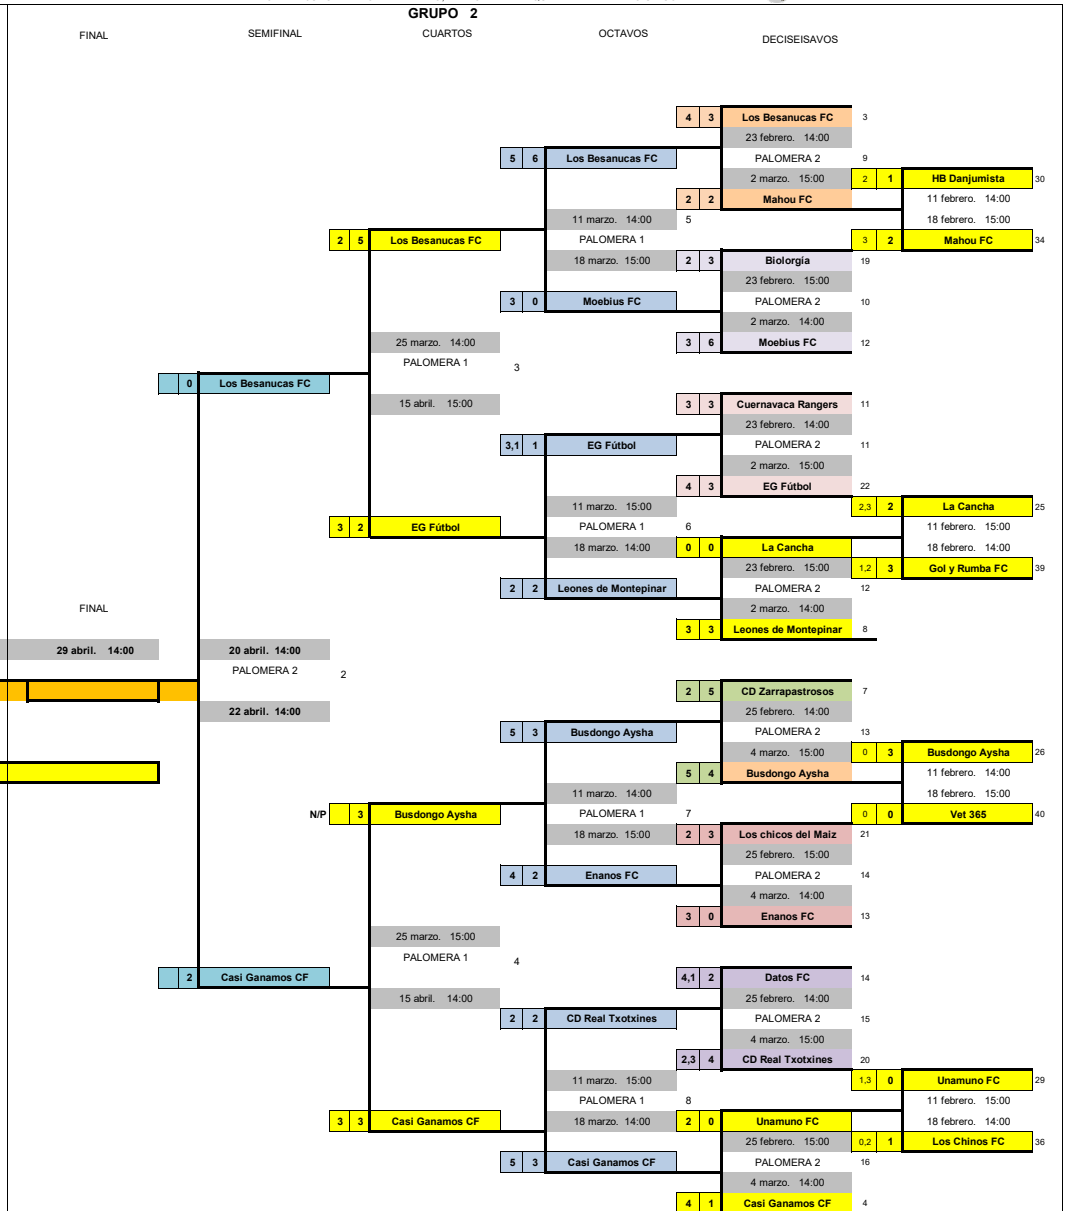 GRUPO 2
FINAL SEMIFINAL CUARTOS OCTAVOS DECISEISAVOS
4 3 Los Besanucas FC 3
23 febrero. 14:00
5 6 Los Besanucas FC PALOMERA 2 9
2 marzo. 15:00 2 1 HB Danjumista 30
2 2 Mahou FC 11 febrero. 14:00
11 marzo. 14:00 5 18 febrero. 15:00
2 5 Los Besanucas FC PALOMERA 1 3 2 Mahou FC 34
18 marzo. 15:00 2 3 Biolorgía 19
23 febrero. 15:00
3 0 Moebius FC PALOMERA 2 10
2 marzo. 14:00
25 marzo. 14:00 3 6 Moebius FC 12
PALOMERA 1 3
0 Los Besanucas FC
15 abril. 15:00 3 3 Cuernavaca Rangers 11
23 febrero. 14:00
3,1 1 EG Fútbol PALOMERA 2 11
2 marzo. 15:00
4 3 EG Fútbol 22
11 marzo. 15:00 2,3 2 La Cancha 25
3 2 EG Fútbol PALOMERA 1 6 11 febrero. 15:00
18 marzo. 14:00 0 0 La Cancha 18 febrero. 14:00
23 febrero. 15:00 1,2 3 Gol y Rumba FC 39
2 2 Leones de Montepinar PALOMERA 2 12
FINAL 2 marzo. 14:00
3 3 Leones de Montepinar 8
29 abril. 14:00 20 abril. 14:00
PALOMERA 2 2
2 5 CD Zarrapastrosos 7
22 abril. 14:00 25 febrero. 14:00
5 3 Busdongo Aysha PALOMERA 2 13
4 marzo. 15:00 0 3 Busdongo Aysha 26
5 4 Busdongo Aysha 11 febrero. 14:00
11 marzo. 14:00 18 febrero. 15:00
N/P 3 Busdongo Aysha PALOMERA 1 7 0 0 Vet 365 40
18 marzo. 15:00 2 3 Los chicos del Maiz 21
25 febrero. 15:00
4 2 Enanos FC PALOMERA 2 14
4 marzo. 14:00
3 0 Enanos FC 13
25 marzo. 15:00
PALOMERA 1 4
2 Casi Ganamos CF 4,1 2 Datos FC 14
15 abril. 14:00 25 febrero. 14:00
2 2 CD Real Txotxines PALOMERA 2 15
4 marzo. 15:00
2,3 4 CD Real Txotxines 20
11 marzo. 15:00 1,3 0 Unamuno FC 29
PALOMERA 1 8 11 febrero. 15:00
3 3 Casi Ganamos CF 18 marzo. 14:00 2 0 Unamuno FC 18 febrero. 14:00
25 febrero. 15:00 0,2 1 Los Chinos FC 36
5 3 Casi Ganamos CF PALOMERA 2 16
4 marzo. 14:00
4 1 Casi Ganamos CF 4